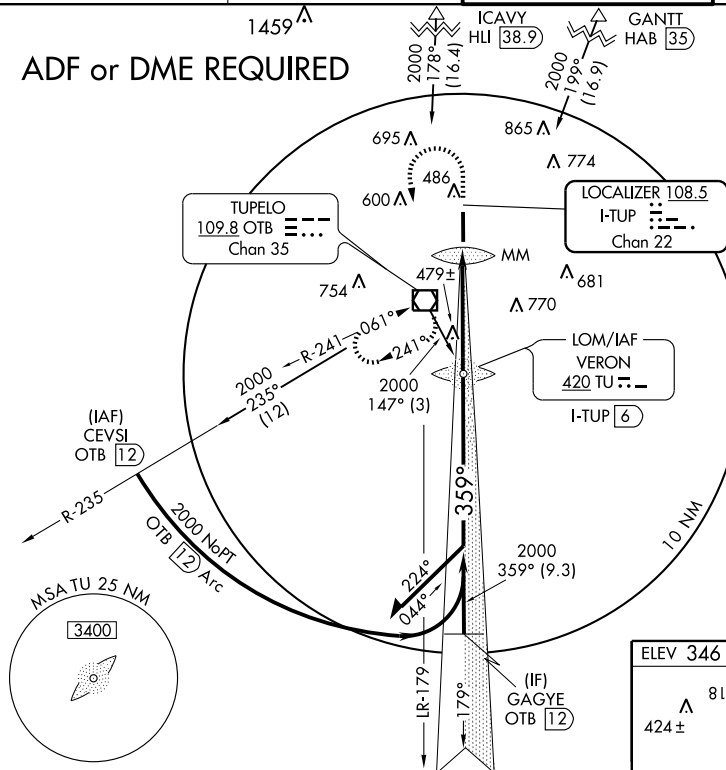 1459
ICAVY
HLI 38.9
GANTT
HAB 35
ADF or DME REQUIRED
2000
178°
(16.4)
2000
199°
(16.9)
695
865
774
600
486
TUPELO
109.8 OTB
Chan 35
LOCALIZER 108.5
I-TUP
Chan 22
MM
479±
754
681
770
061°
R-241
241°
2000
235°
(12)
2000
147° (3)
LOM/IAF
VERON
420 TU
I-TUP 6
(IAF)
CEVSI
OTB 12
R-235
359°
2000 NoPT
OTB 12 Arc
10 NM
2000
359° (9.3)
224°
044°
MSA TU 25 NM
3400
LR-179
179°
(IF)
GAGYE
OTB 12
ELEV 346
81
424±